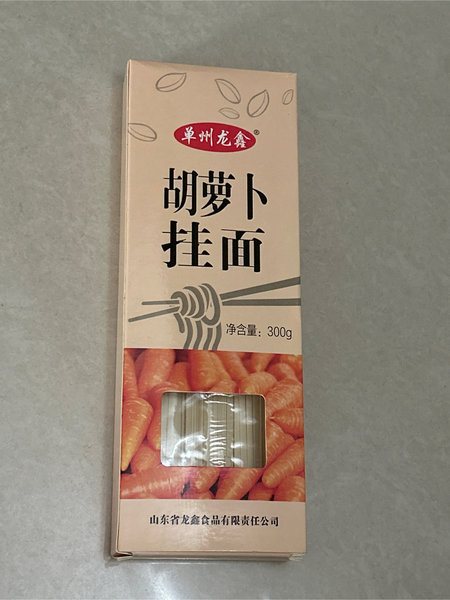 单州龙鑫®
胡萝卜
挂面
净含量：300g
山东省龙鑫食品有限责任公司